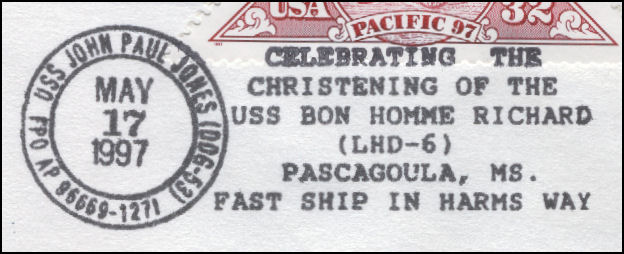 USA PACIFIC 97 32
1997
USS JOHN PAUL JONES (DDG-53)
MAY
17
1997
FPO AP 96669-1271
CELEBRATING THE
CHRISTENING OF THE
USS BON HOMME RICHARD
(LHD-6)
PASCAGOULA, MS.
FAST SHIP IN HARMS WAY